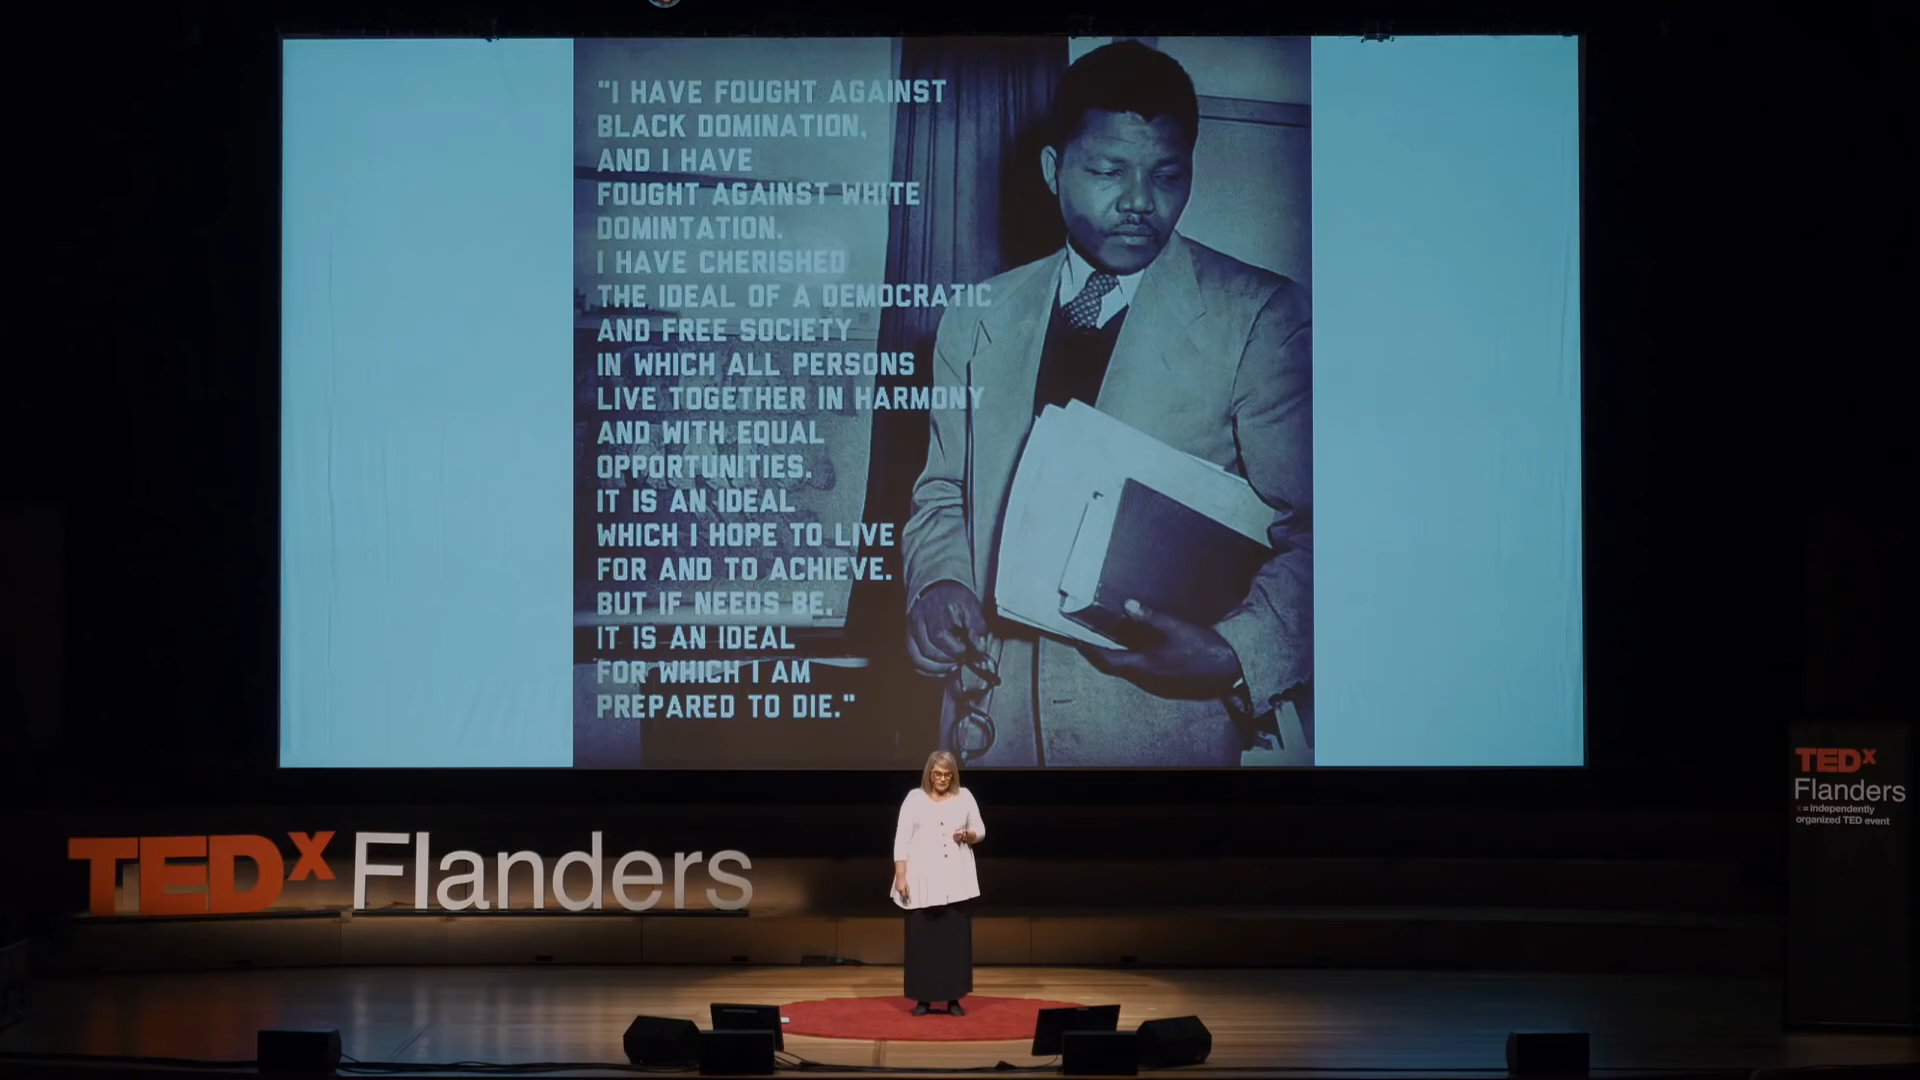 "I HAVE FOUGHT AGAINST
BLACK DOMINATION,
AND I HAVE
FOUGHT AGAINST WHITE
DOMINTATION.
I HAVE CHERISHED
THE IDEAL OF A DEMOCRATIC
AND FREE SOCIETY
IN WHICH ALL PERSONS
LIVE TOGETHER IN HARMONY
AND WITH EQUAL
OPPORTUNITIES.
IT IS AN IDEAL
WHICH I HOPE TO LIVE
FOR AND TO ACHIEVE.
BUT IF NEEDS BE,
IT IS AN IDEAL
FOR WHICH I AM
PREPARED TO DIE."
TEDx Flanders
TEDx
Flanders
x = independently
organized TED event